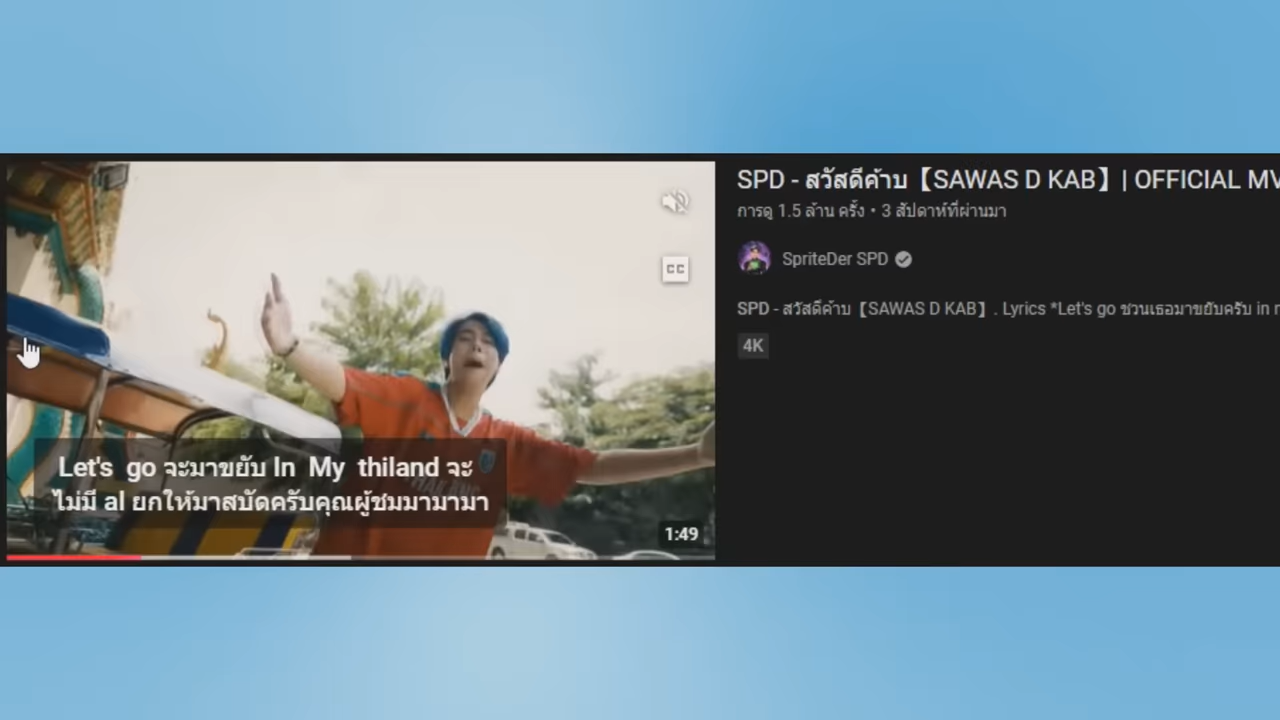 SPD - สวัสดีค้าบ【SAWAS D KAB】| OFFICIAL MV
การดู 1.5 ล้าน ครั้ง • 3 สัปดาห์ที่ผ่านมา
SpriteDer SPD
SPD - สวัสดีค้าบ【SAWAS D KAB】. Lyrics *Let's go ชวนเธอมาขยับครับ in
4K
CC
Let's go จะมาขยับ In My thiland จะ
ไม่มี al ยกให้มาสบัดครับคุณผู้ชมมามามา
1:49